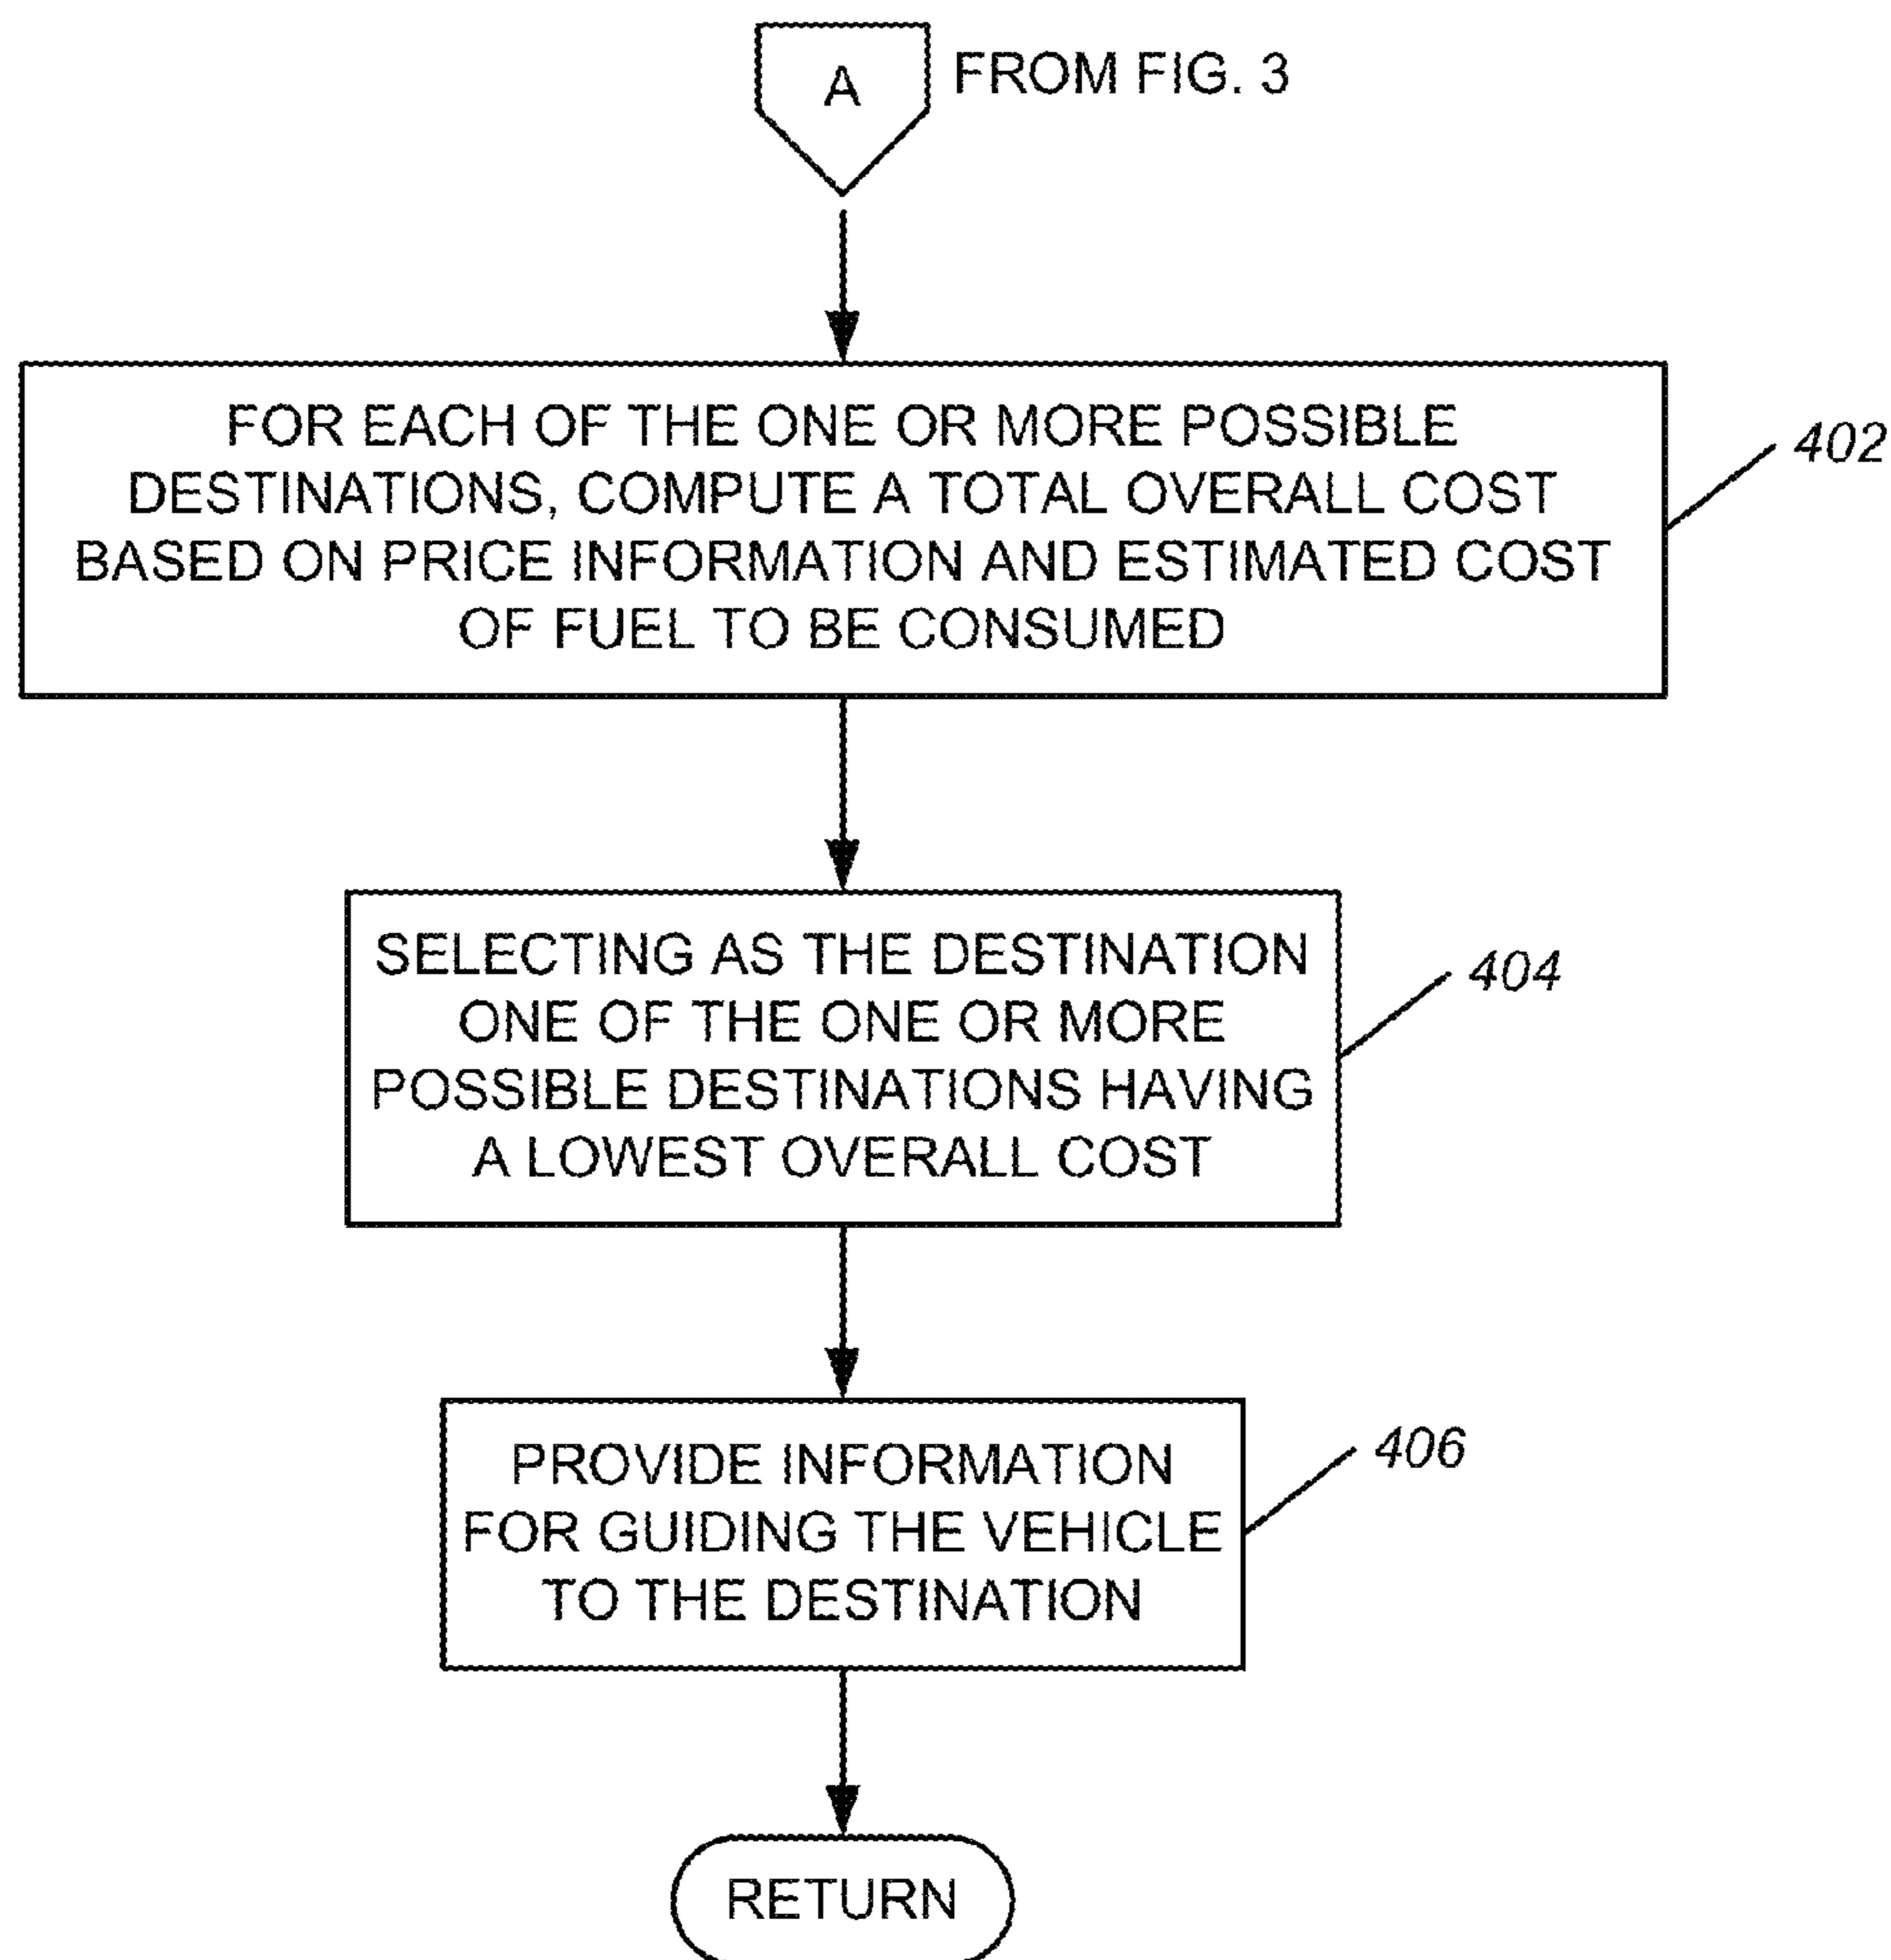 A
FROM FIG. 3
FOR EACH OF THE ONE OR MORE POSSIBLE
DESTINATIONS, COMPUTE A TOTAL OVERALL COST
BASED ON PRICE INFORMATION AND ESTIMATED COST
OF FUEL TO BE CONSUMED
402
SELECTING AS THE DESTINATION
ONE OF THE ONE OR MORE
POSSIBLE DESTINATIONS HAVING
A LOWEST OVERALL COST
404
PROVIDE INFORMATION
FOR GUIDING THE VEHICLE
TO THE DESTINATION
406
RETURN